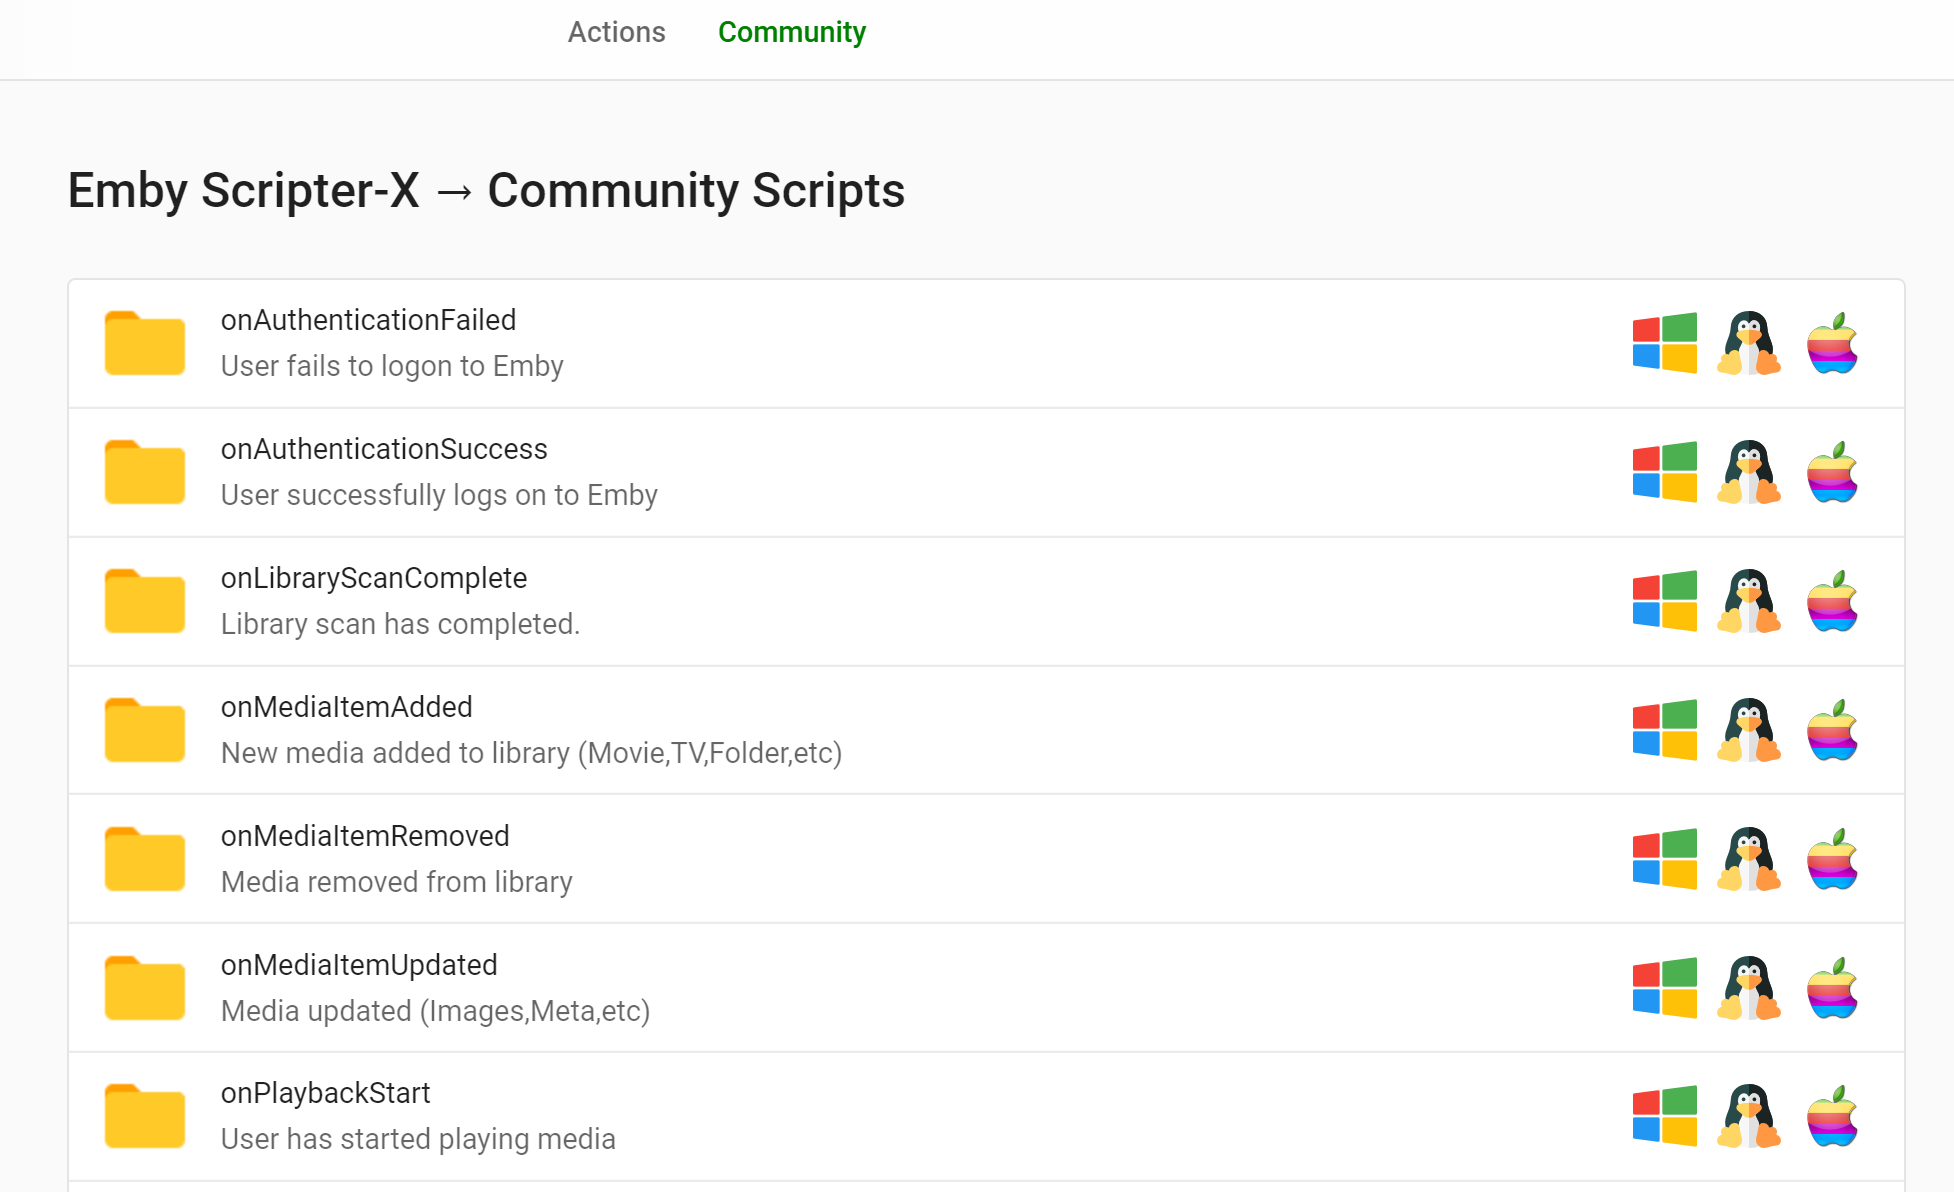 Actions Community
Emby Scripter-X → Community Scripts
onAuthenticationFailed
User fails to logon to Emby
onAuthenticationSuccess
User successfully logs on to Emby
onLibraryScanComplete
Library scan has completed.
onMediaItemAdded
New media added to library (Movie,TV,Folder,etc)
onMediaItemRemoved
Media removed from library
onMediaItemUpdated
Media updated (Images,Meta,etc)
onPlaybackStart
User has started playing media